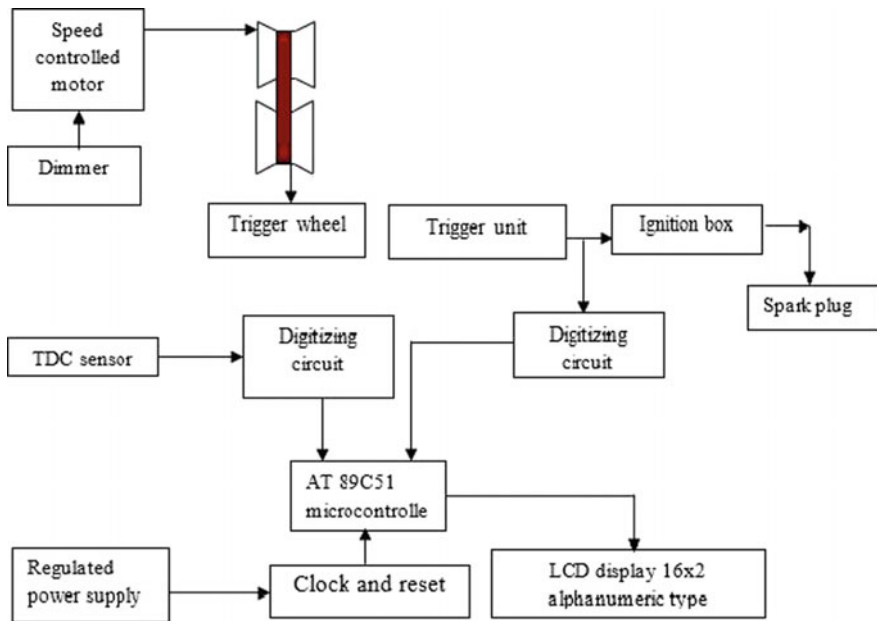 Speed
controlled
motor
Dimmer
Trigger wheel
Trigger unit
Ignition box
Spark plug
TDC sensor
Digitizing
circuit
Digitizing
circuit
AT 89C51
microcontrolle
Regulated
power supply
Clock and reset
LCD display 16x2
alphanumeric type